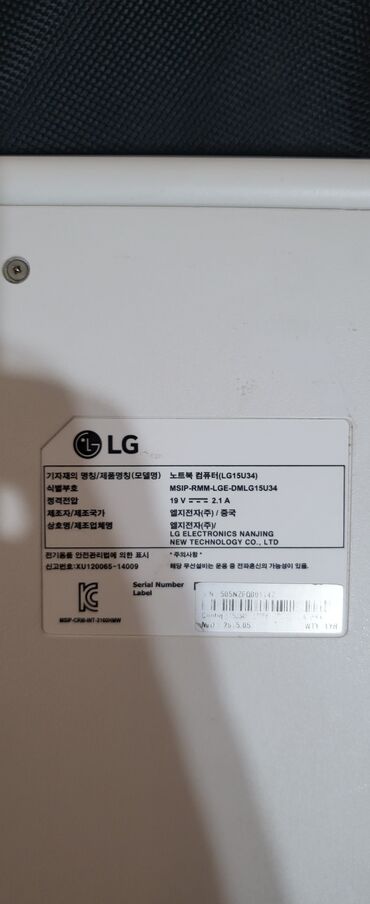 LG
기자재의 명칭/제품명칭(모델명) 노트북 컴퓨터(LG15U34)
식별부호 MSIP-RMM-LGE-DMLG15U34
정격전압 19 V 2.1 A
제조자/제조국가 엘지전자(주) / 중국
상호명/제조업체명 엘지전자(주)/
LG ELECTRONICS NANJING
NEW TECHNOLOGY CO., LTD
전기용품 안전관리법에 의한 표시 * 주의사항 *
신고번호:XU120065-14009 해당 무선설비는 운용 중 전파혼신의 가능성이 있음.
Serial Number
Label
MSIP-CRM-INT-2160HMW